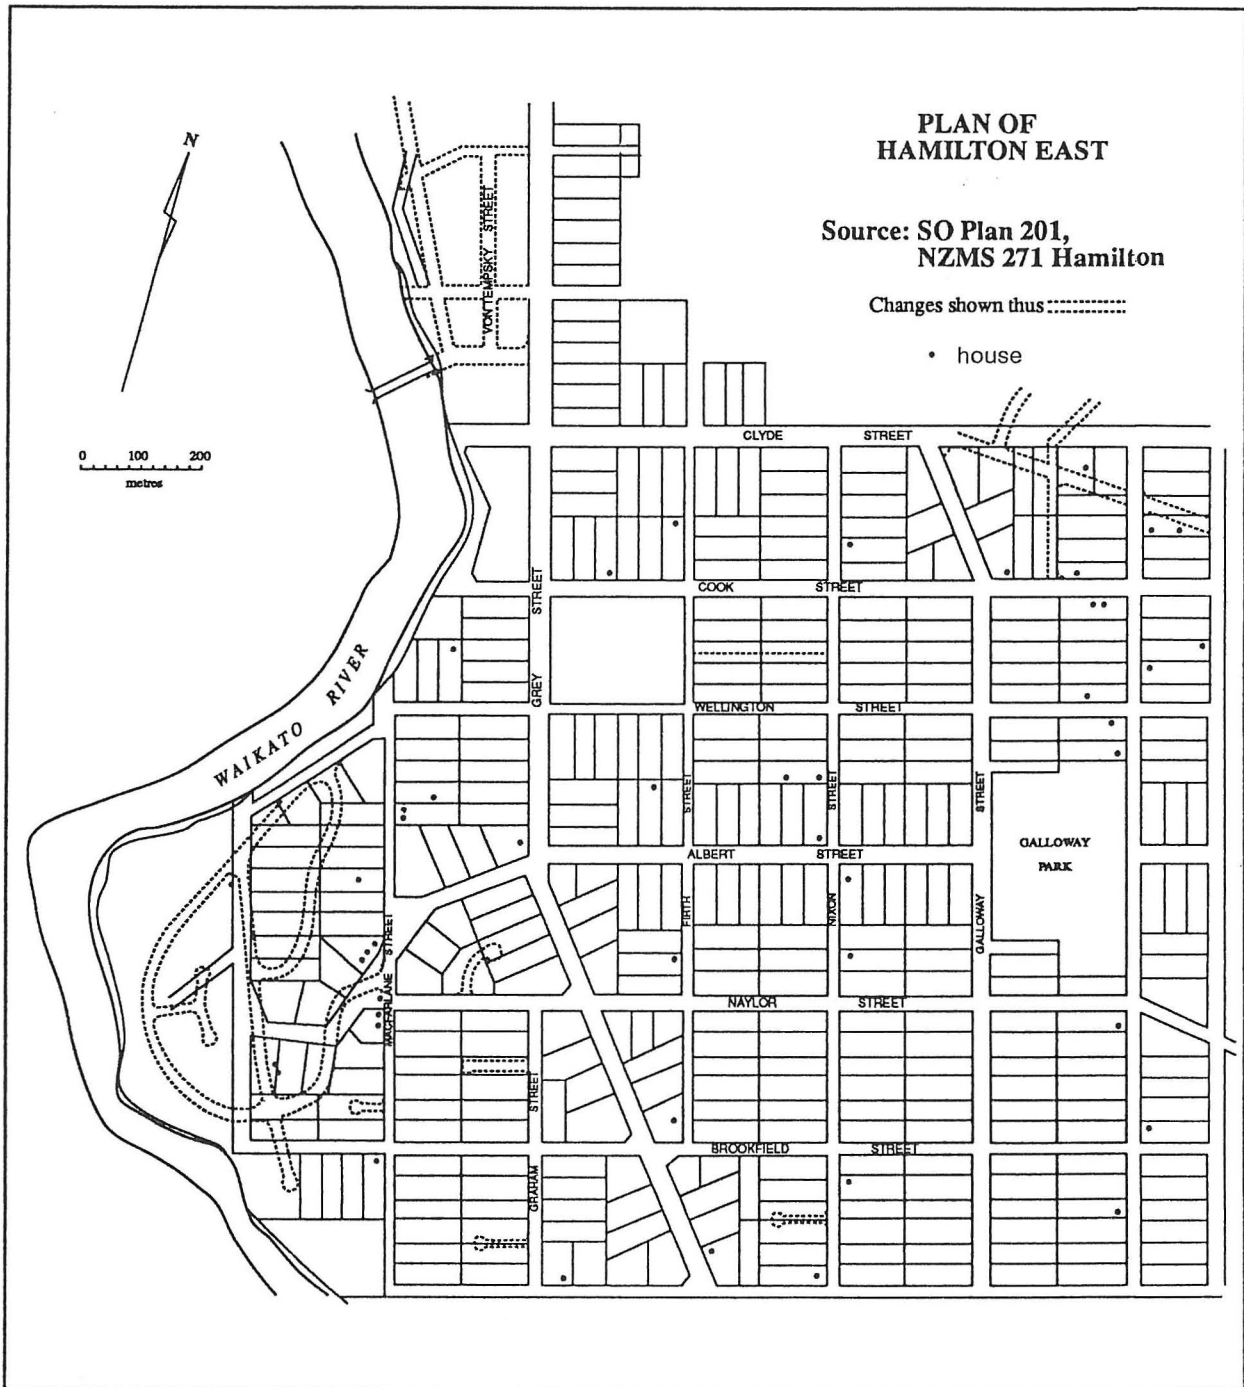 PLAN OF
HAMILTON EAST
Source: SO Plan 201,
NZMS 271 Hamilton
Changes shown thus
house
N
0 100 200
metres
VONTEMPSKY STREET
CLYDE STREET
COOK STREET
GREY STREET
WAIKATO RIVER
WELLINGTON STREET
ALBERT STREET
FIRTH STREET
NIXON STREET
GALLOWAY STREET
GALLOWAY
PARK
MACFARLANE STREET
NAYLOR STREET
GRAHAM STREET
BROOKFIELD STREET